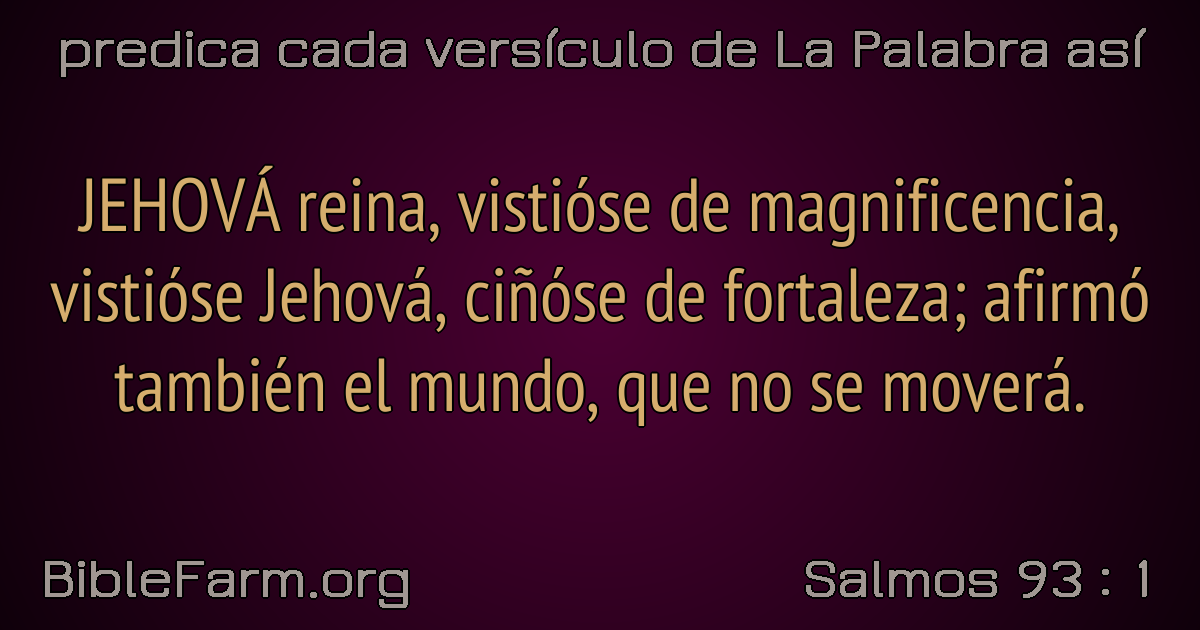 predica cada versículo de La Palabra así
JEHOVÁ reina, vistióse de magnificencia,
vistióse Jehová, ciñóse de fortaleza; afirmó
también el mundo, que no se moverá.
BibleFarm.org
Salmos 93 : 1